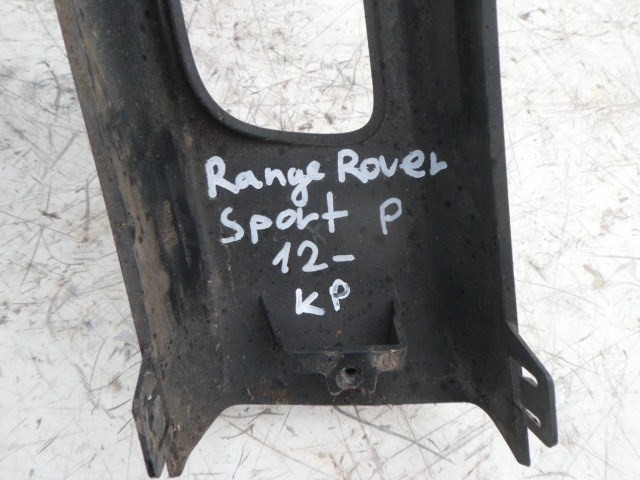 Range Rover
Sport P
12-
KP